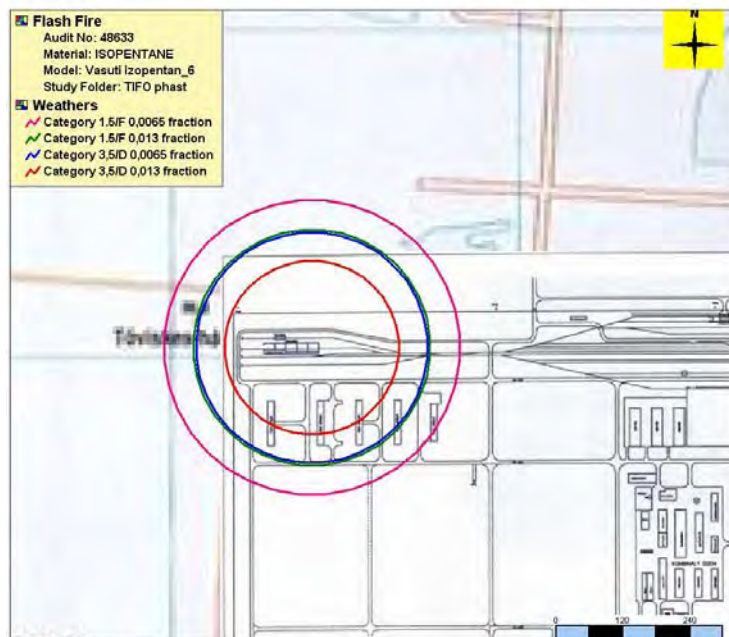 Flash Fire
Audit No: 48633
Material: ISOPENTANE
Model: Vasuti Izopentan_6
Study Folder: TIFO phast
Weathers
Category 1.5/F 0,0065 fraction
Category 1.5/F 0,013 fraction
Category 3,5/D 0,0065 fraction
Category 3,5/D 0,013 fraction
N
0 120 240